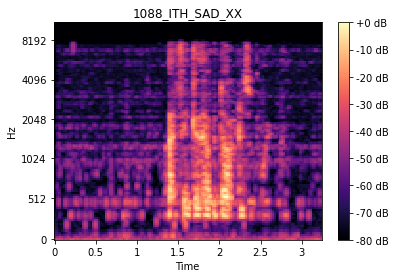 1088_ITH_SAD_XX
Hz
8192
4096
2048
1024
512
0
0 0.5 1 1.5 2 2.5 3
Time
+0 dB
-10 dB
-20 dB
-30 dB
-40 dB
-50 dB
-60 dB
-70 dB
-80 dB